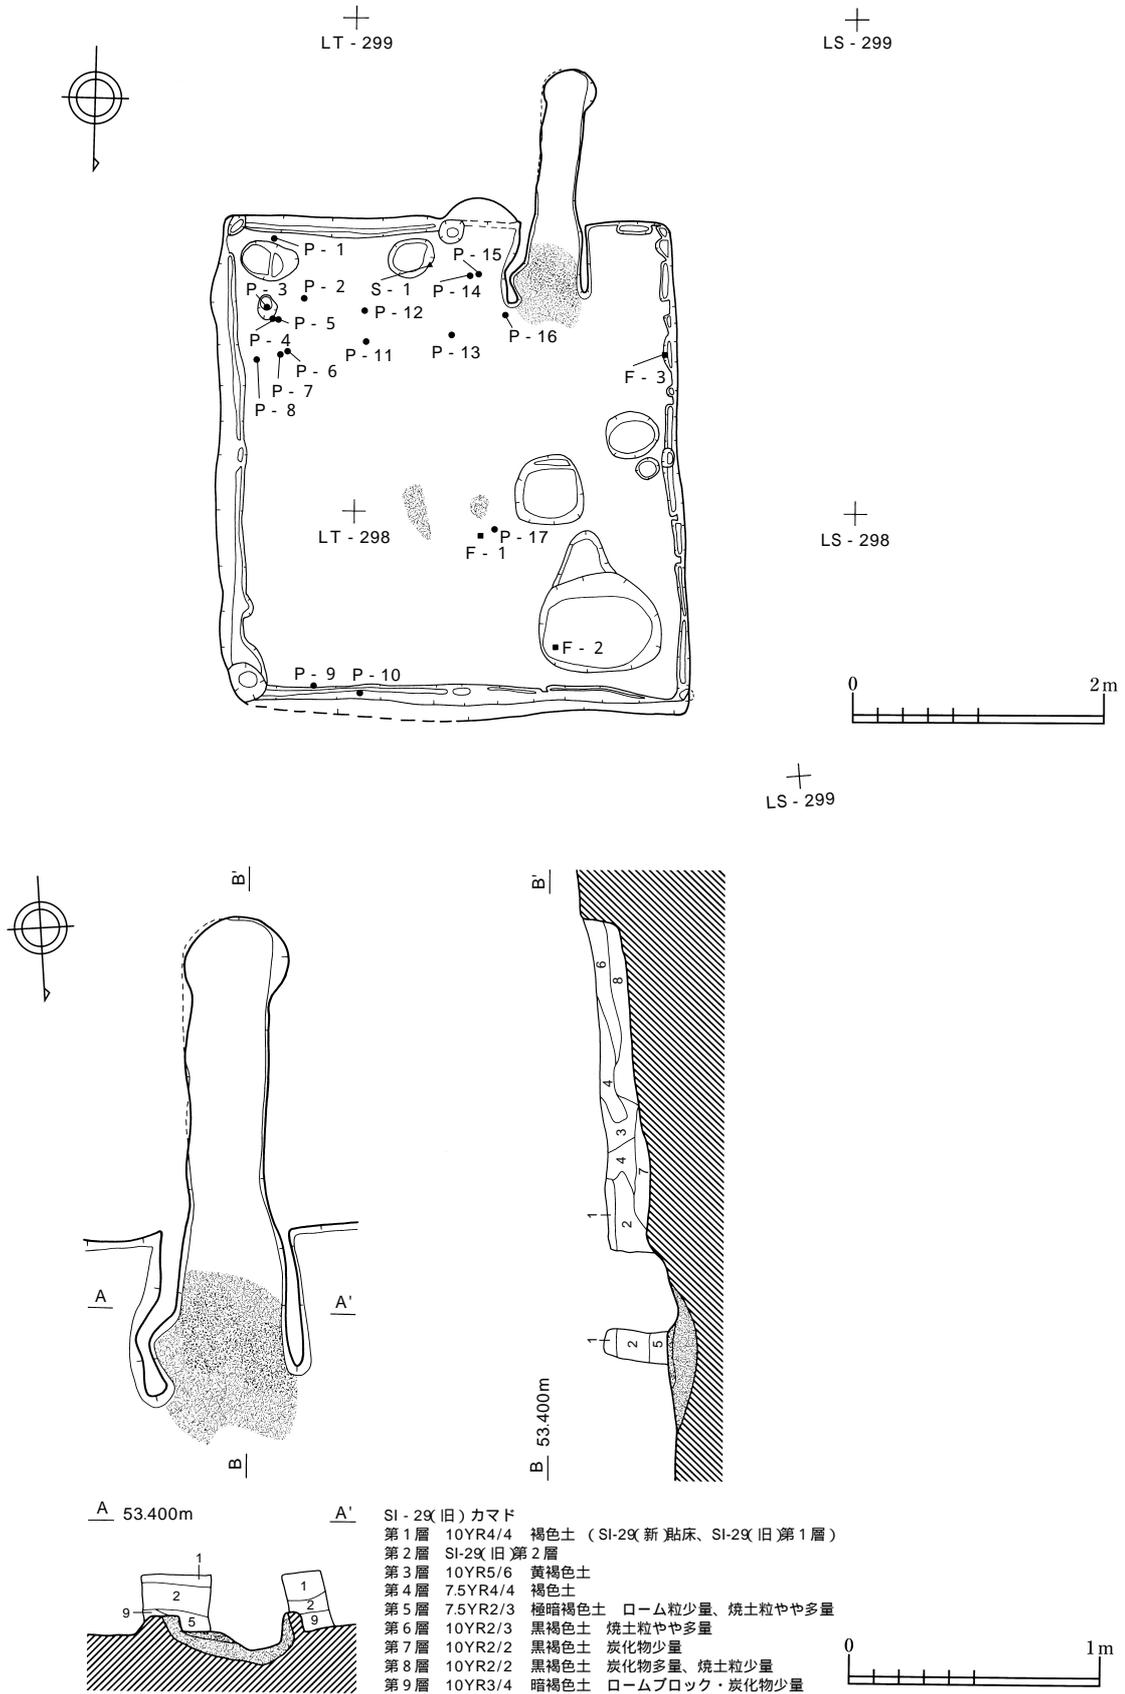 LT - 299
LS - 299
P - 1
P - 15
P - 3
P - 2
S - 1
P - 14
P - 5
P - 12
P - 4
P - 16
P - 11
P - 13
P - 6
F - 3
P - 7
P - 8
LT - 298
P - 17
LS - 298
F - 1
F - 2
P - 9
P - 10
0
2m
LS - 299
B'
B'
6
8
4
3
4
7
1
2
A
A'
1
2
5
B
B 53.400m
A 53.400m
A'
1
2
9
5
1
2
9
SI - 29(旧)カマド
第1層 10YR4/4 褐色土 (SI-29(新)貼床、SI-29(旧)第1層)
第2層 SI-29(旧)第2層
第3層 10YR5/6 黄褐色土
第4層 7.5YR4/4 褐色土
第5層 7.5YR2/3 極暗褐色土 ローム粒少量、焼土粒やや多量
第6層 10YR2/3 黒褐色土 焼土粒やや多量
第7層 10YR2/2 黒褐色土 炭化物少量
第8層 10YR2/2 黒褐色土 炭化物多量、焼土粒少量
第9層 10YR3/4 暗褐色土 ロームブロック・炭化物少量
0
1m